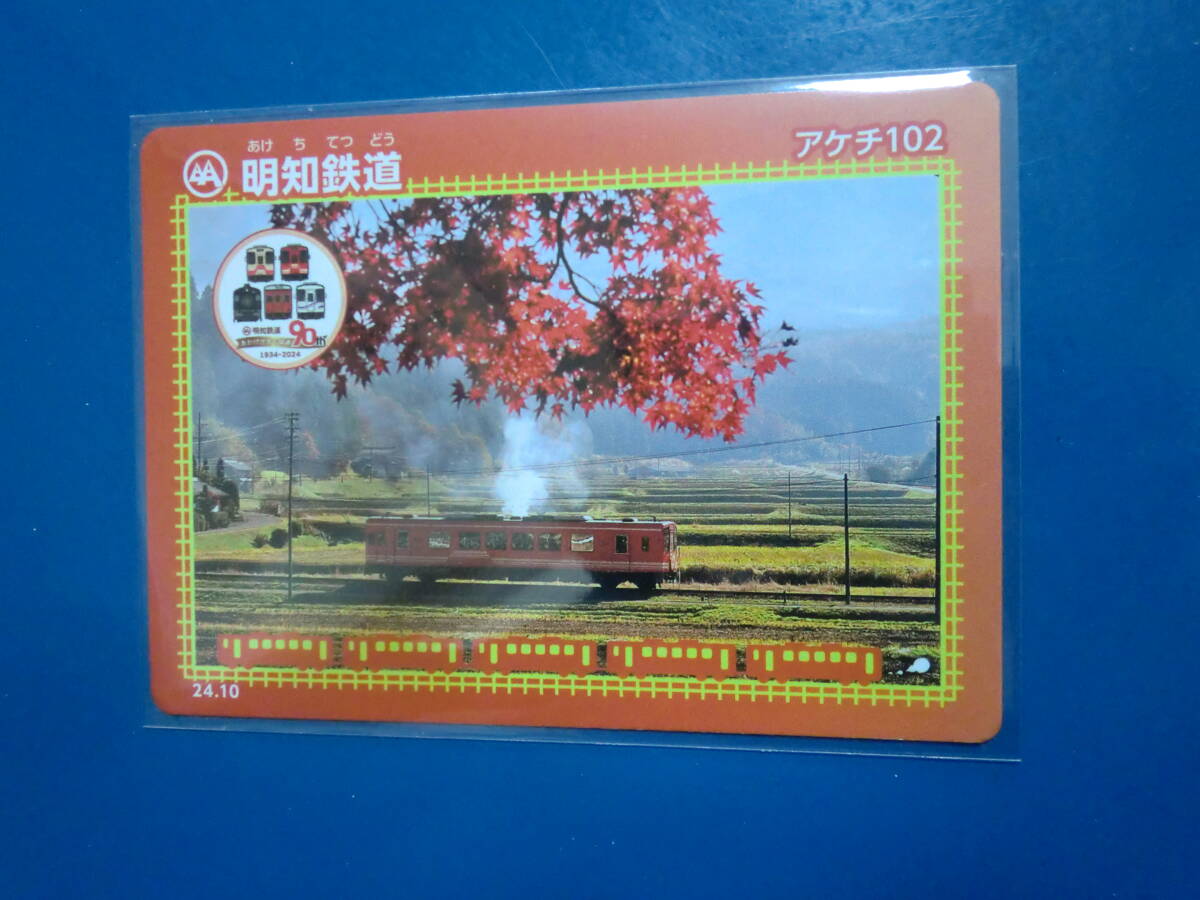 あけ ち てつ どう
明知鉄道
アケチ102
明知鉄道
90th
1934-2024
24.10